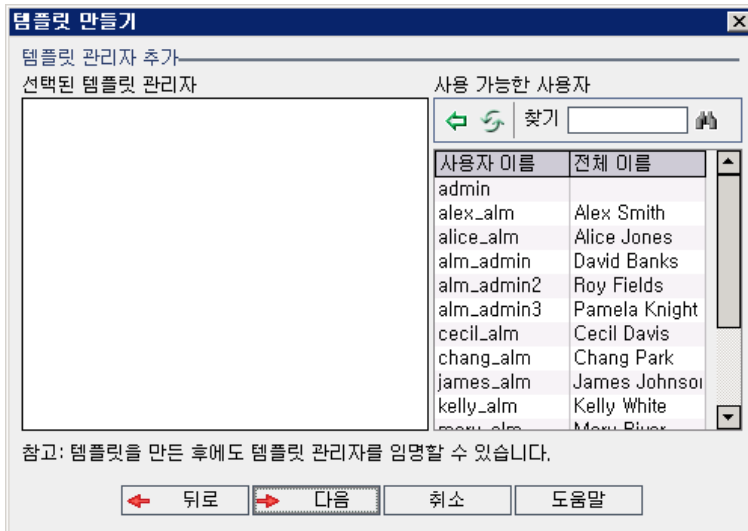 템플릿 만들기
템플릿 관리자 추가
선택된 템플릿 관리자
사용 가능한 사용자
찾기
사용자 이름 전체 이름
admin
alex_alm Alex Smith
alice_alm Alice Jones
alm_admin David Banks
alm_admin2 Roy Fields
alm_admin3 Pamela Knight
cecil_alm Cecil Davis
chang_alm Chang Park
james_alm James Johnso
kelly_alm Kelly White
mary_alm Mary River
참고: 템플릿을 만든 후에도 템플릿 관리자를 임명할 수 있습니다.
뒤로 다음 취소 도움말